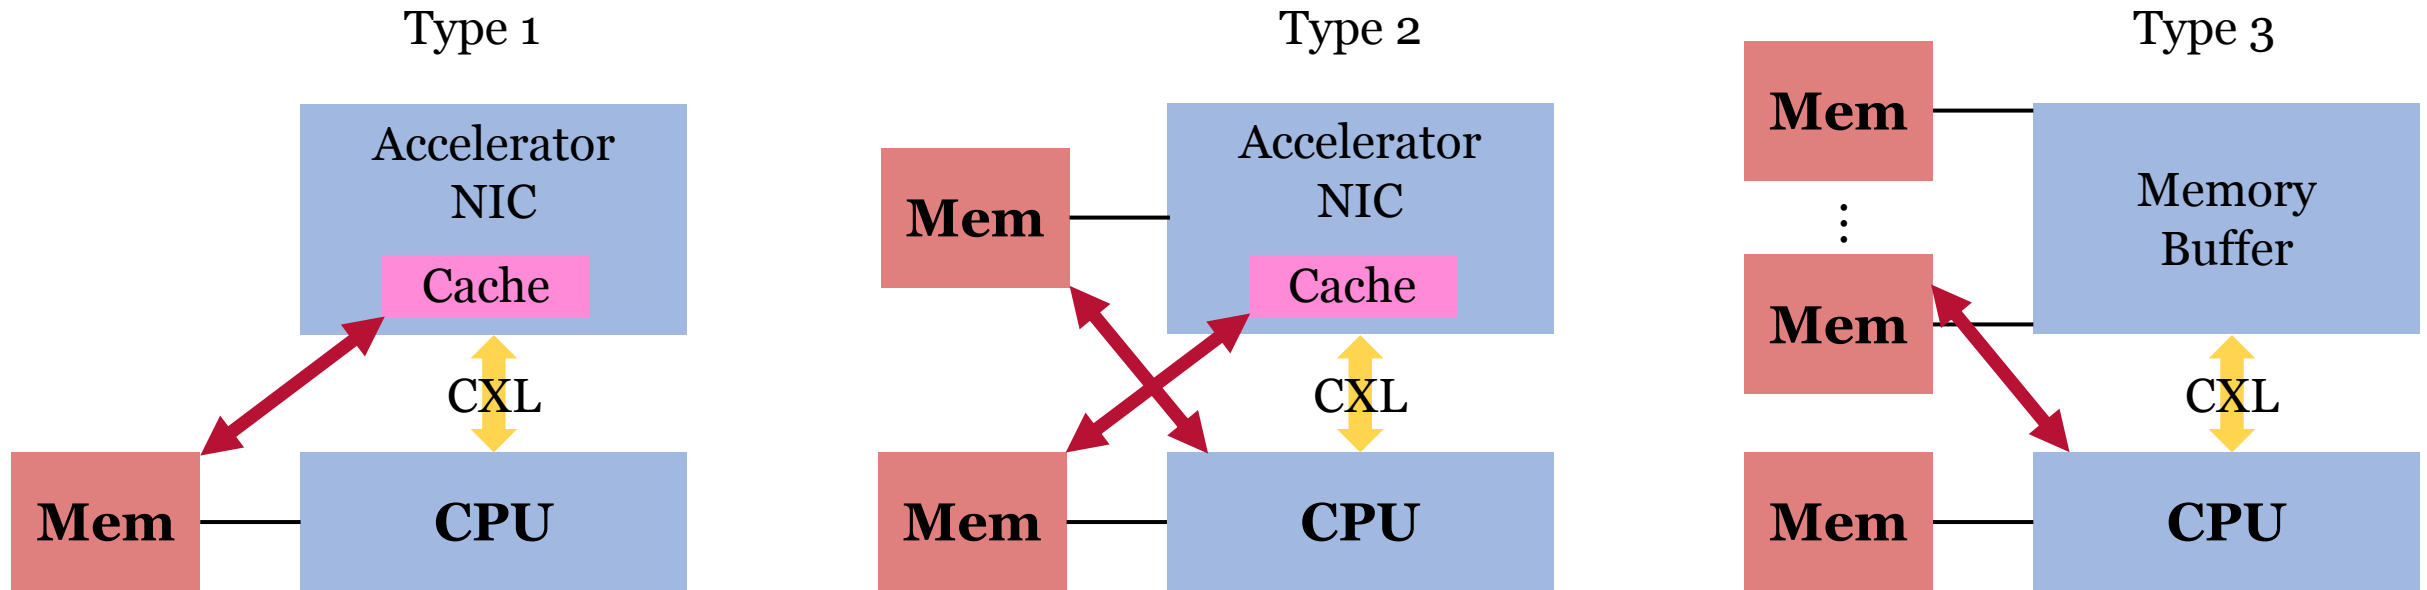 Type 1
Accelerator
NIC
Cache
CXL
Mem
CPU
Type 2
Accelerator
NIC
Mem
Cache
CXL
Mem
CPU
Type 3
Mem
Memory
Buffer
⋮
Mem
CXL
Mem
CPU